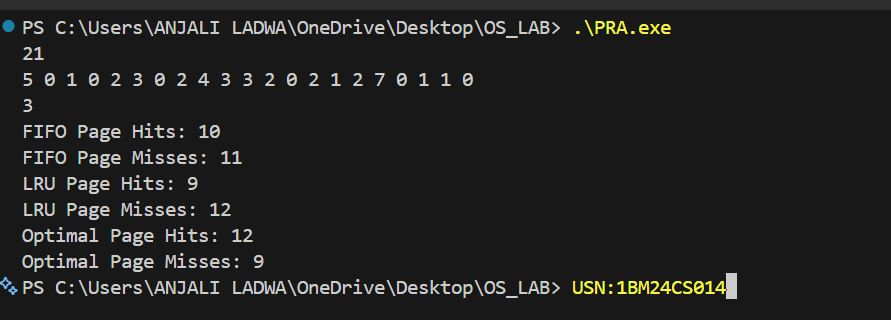 PS C:\Users\ANJALI LADWA\OneDrive\Desktop\OS_LAB> .\PRA.exe
21
5 0 1 0 2 3 0 2 4 3 3 2 0 2 1 2 7 0 1 1 0
3
FIFO Page Hits: 10
FIFO Page Misses: 11
LRU Page Hits: 9
LRU Page Misses: 12
Optimal Page Hits: 12
Optimal Page Misses: 9
PS C:\Users\ANJALI LADWA\OneDrive\Desktop\OS_LAB> USN:1BM24CS014